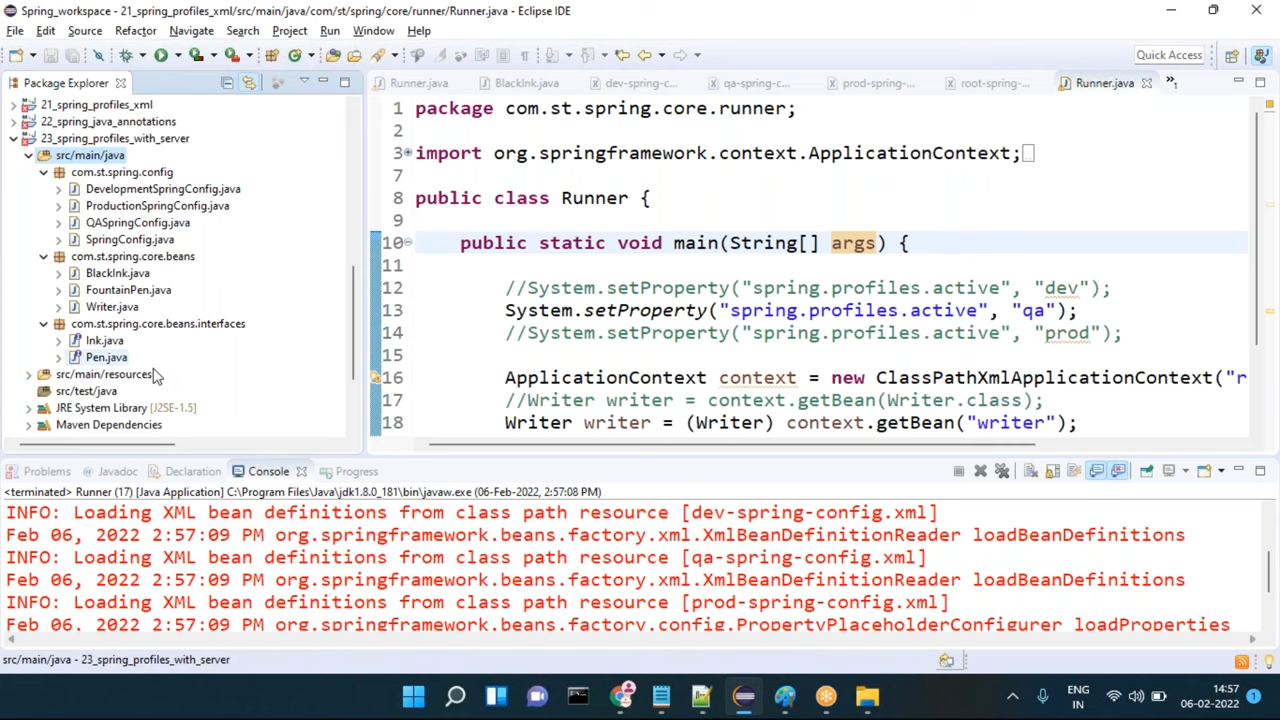 Spring_workspace - 21_spring_profiles_xml/src/main/java/com/st/spring/core/runner/Runner.java - Eclipse IDE
File Edit Source Refactor Navigate Search Project Run Window Help
Quick Access
Package Explorer
21_spring_profiles_xml
22_spring_java_annotations
23_spring_profiles_with_server
src/main/java
com.st.spring.config
DevelopmentSpringConfig.java
ProductionSpringConfig.java
QASpringConfig.java
SpringConfig.java
com.st.spring.core.beans
BlackInk.java
FountainPen.java
Writer.java
com.st.spring.core.beans.interfaces
Ink.java
Pen.java
src/main/resources
src/test/java
JRE System Library [J2SE-1.5]
Maven Dependencies
Runner.java BlackInk.java dev-spring-c... qa-spring-c... prod-spring-... root-spring-... Runner.java »1
1 package com.st.spring.core.runner;
2
3 import org.springframework.context.ApplicationContext;
7
8 public class Runner {
9
10 public static void main(String[] args) {
11
12 //System.setProperty("spring.profiles.active", "dev");
13 System.setProperty("spring.profiles.active", "qa");
14 //System.setProperty("spring.profiles.active", "prod");
15
16 ApplicationContext context = new ClassPathXmlApplicationContext("r
17 //Writer writer = context.getBean(Writer.class);
18 Writer writer = (Writer) context.getBean("writer");
Problems Javadoc Declaration Console Progress
<terminated> Runner (17) [Java Application] C:\Program Files\Java\jdk1.8.0_181\bin\javaw.exe (06-Feb-2022, 2:57:08 PM)
INFO: Loading XML bean definitions from class path resource [dev-spring-config.xml]
Feb 06, 2022 2:57:09 PM org.springframework.beans.factory.xml.XmlBeanDefinitionReader loadBeanDefinitions
INFO: Loading XML bean definitions from class path resource [qa-spring-config.xml]
Feb 06, 2022 2:57:09 PM org.springframework.beans.factory.xml.XmlBeanDefinitionReader loadBeanDefinitions
INFO: Loading XML bean definitions from class path resource [prod-spring-config.xml]
Feb 06, 2022 2:57:09 PM org.springframework.beans.factory.config.PropertyPlaceholderConfigurer loadProperties
src/main/java - 23_spring_profiles_with_server
ENG
IN
14:57
06-02-2022
1